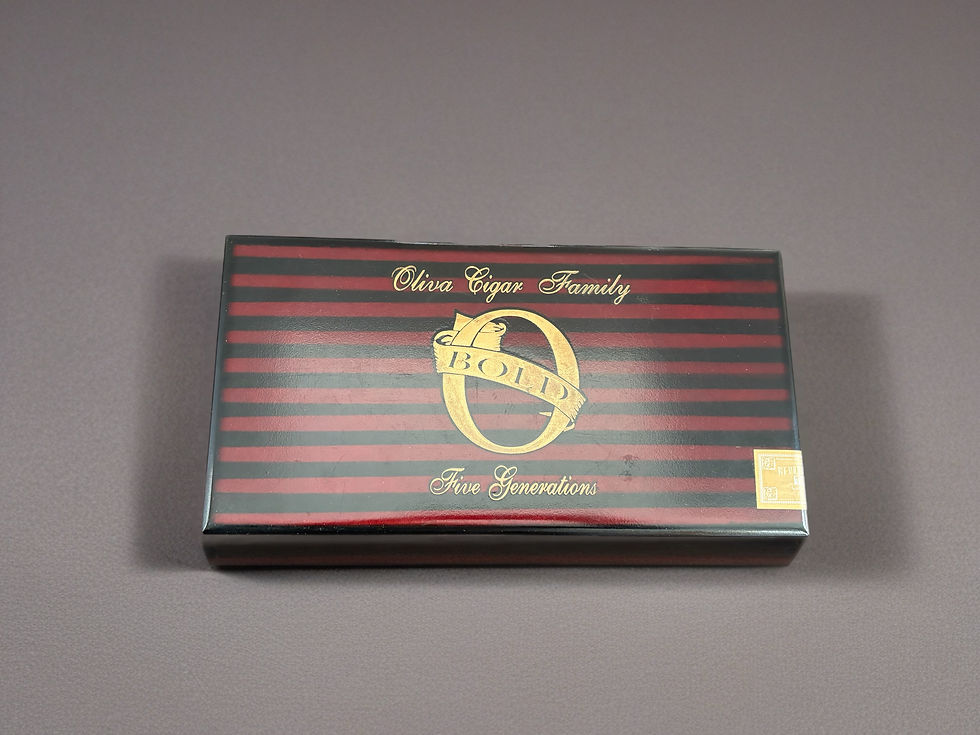 Oliva Cigar Family
BOLD
Five Generations